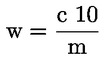 w = c 10 / m